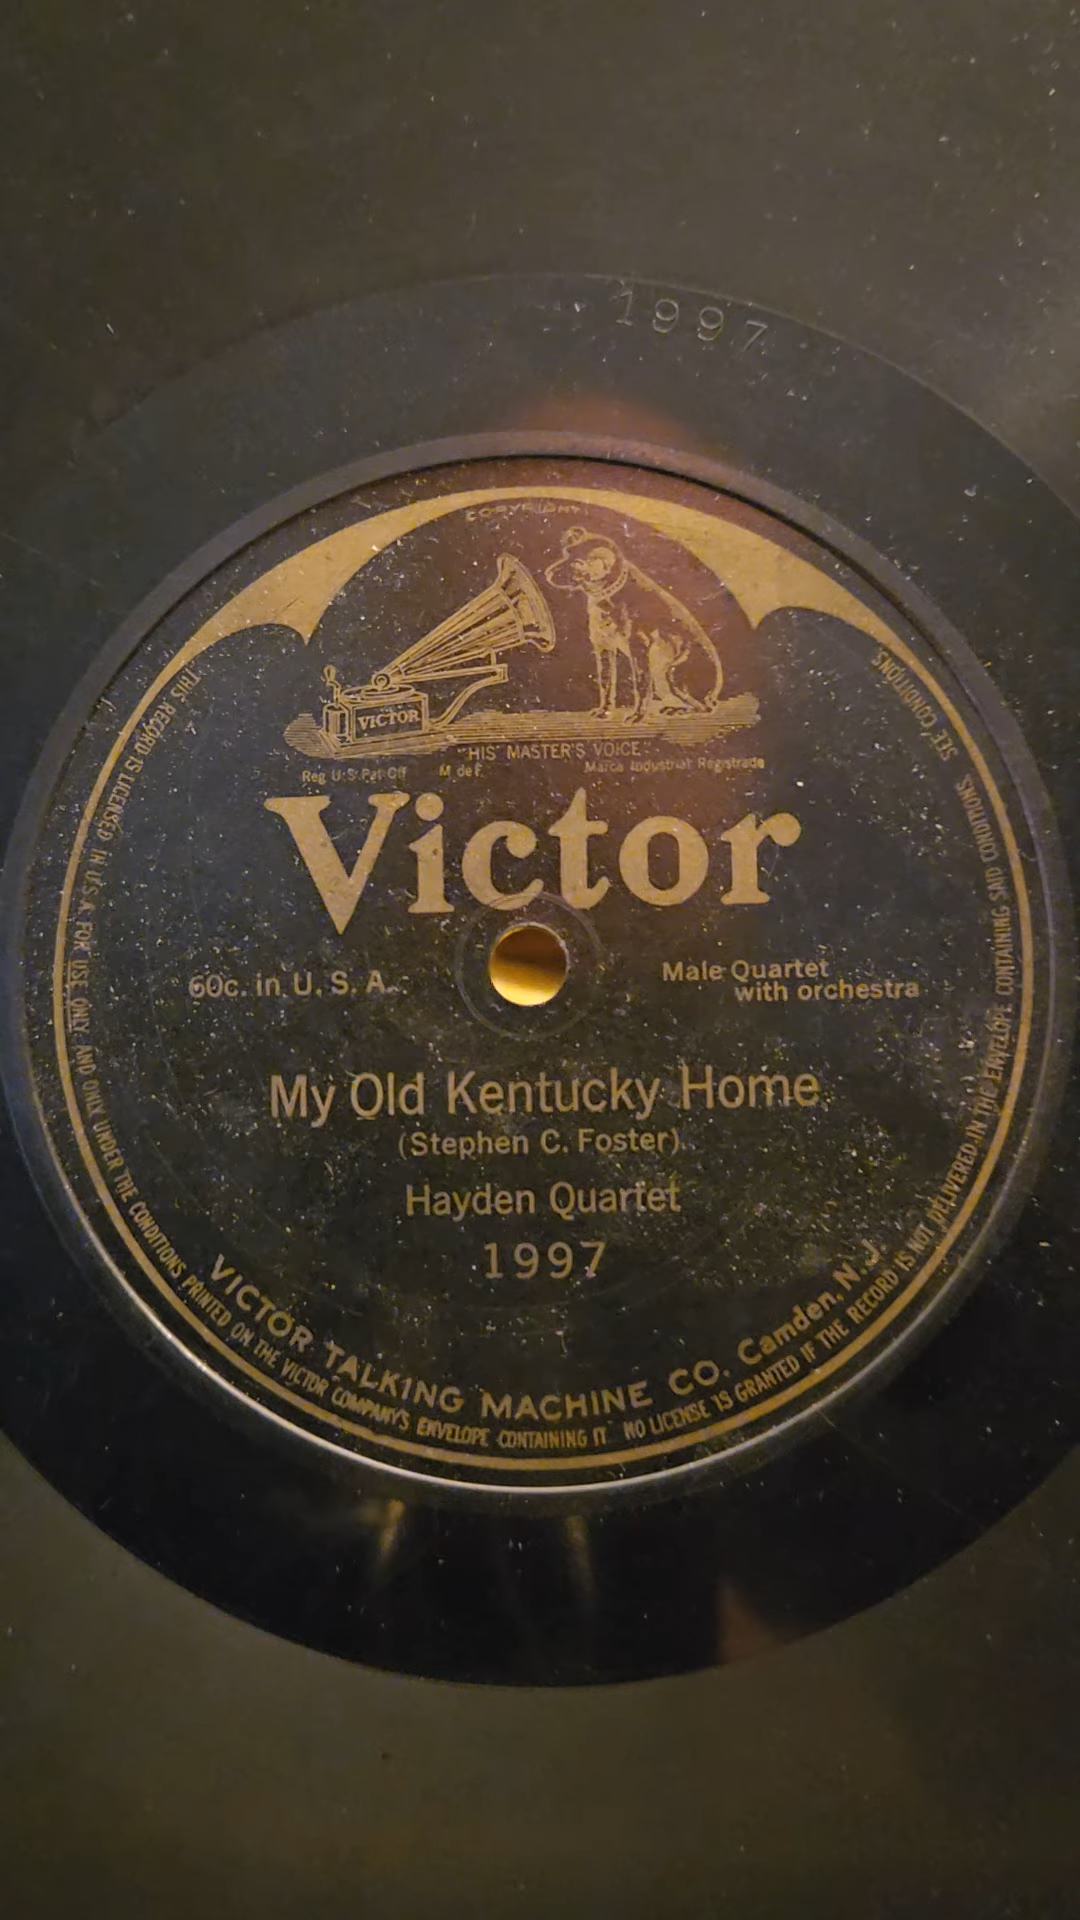 1997
COPYRIGHT
VICTOR
"HIS MASTER'S VOICE"
Reg U.S. Pat Off M de F. Marca Industrial Registrada
Victor
60c. in U. S. A.
Male Quartet
with orchestra
My Old Kentucky Home
(Stephen C. Foster)
Hayden Quartet
1997
VICTOR TALKING MACHINE CO. Camden, N.J.
THIS RECORD IS LICENSED IN U.S.A. FOR USE ONLY AND ONLY UNDER THE CONDITIONS PRINTED ON THE VICTOR COMPANY'S ENVELOPE CONTAINING IT NO LICENSE IS GRANTED IF THE RECORD IS NOT DELIVERED IN THE ENVELOPE CONTAINING SAID CONDITIONS. SEE CONDITIONS.